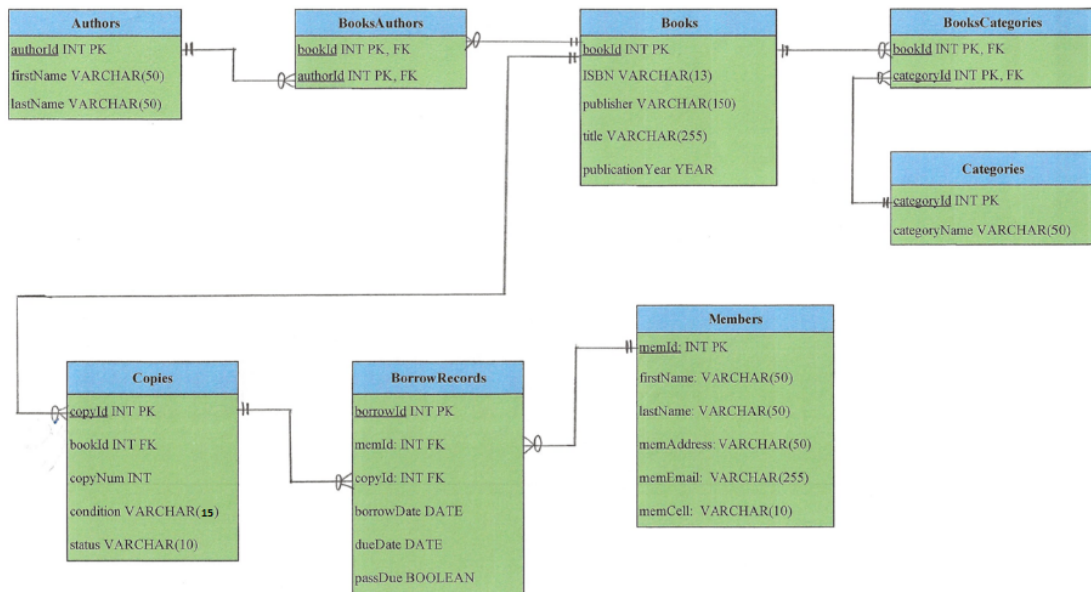 Authors
authorId INT PK
firstName VARCHAR(50)
lastName VARCHAR(50)
BooksAuthors
bookId INT PK, FK
authorId INT PK, FK
Books
bookId INT PK
ISBN VARCHAR(13)
publisher VARCHAR(150)
title VARCHAR(255)
publicationYear YEAR
BooksCategories
bookId INT PK, FK
categoryId INT PK, FK
Categories
categoryId INT PK
categoryName VARCHAR(50)
Copies
copyId INT PK
bookId INT FK
copyNum INT
condition VARCHAR(15)
status VARCHAR(10)
BorrowRecords
borrowId INT PK
memId: INT FK
copyId: INT FK
borrowDate DATE
dueDate DATE
passDue BOOLEAN
Members
memId: INT PK
firstName: VARCHAR(50)
lastName: VARCHAR(50)
memAddress: VARCHAR(50)
memEmail: VARCHAR(255)
memCell: VARCHAR(10)